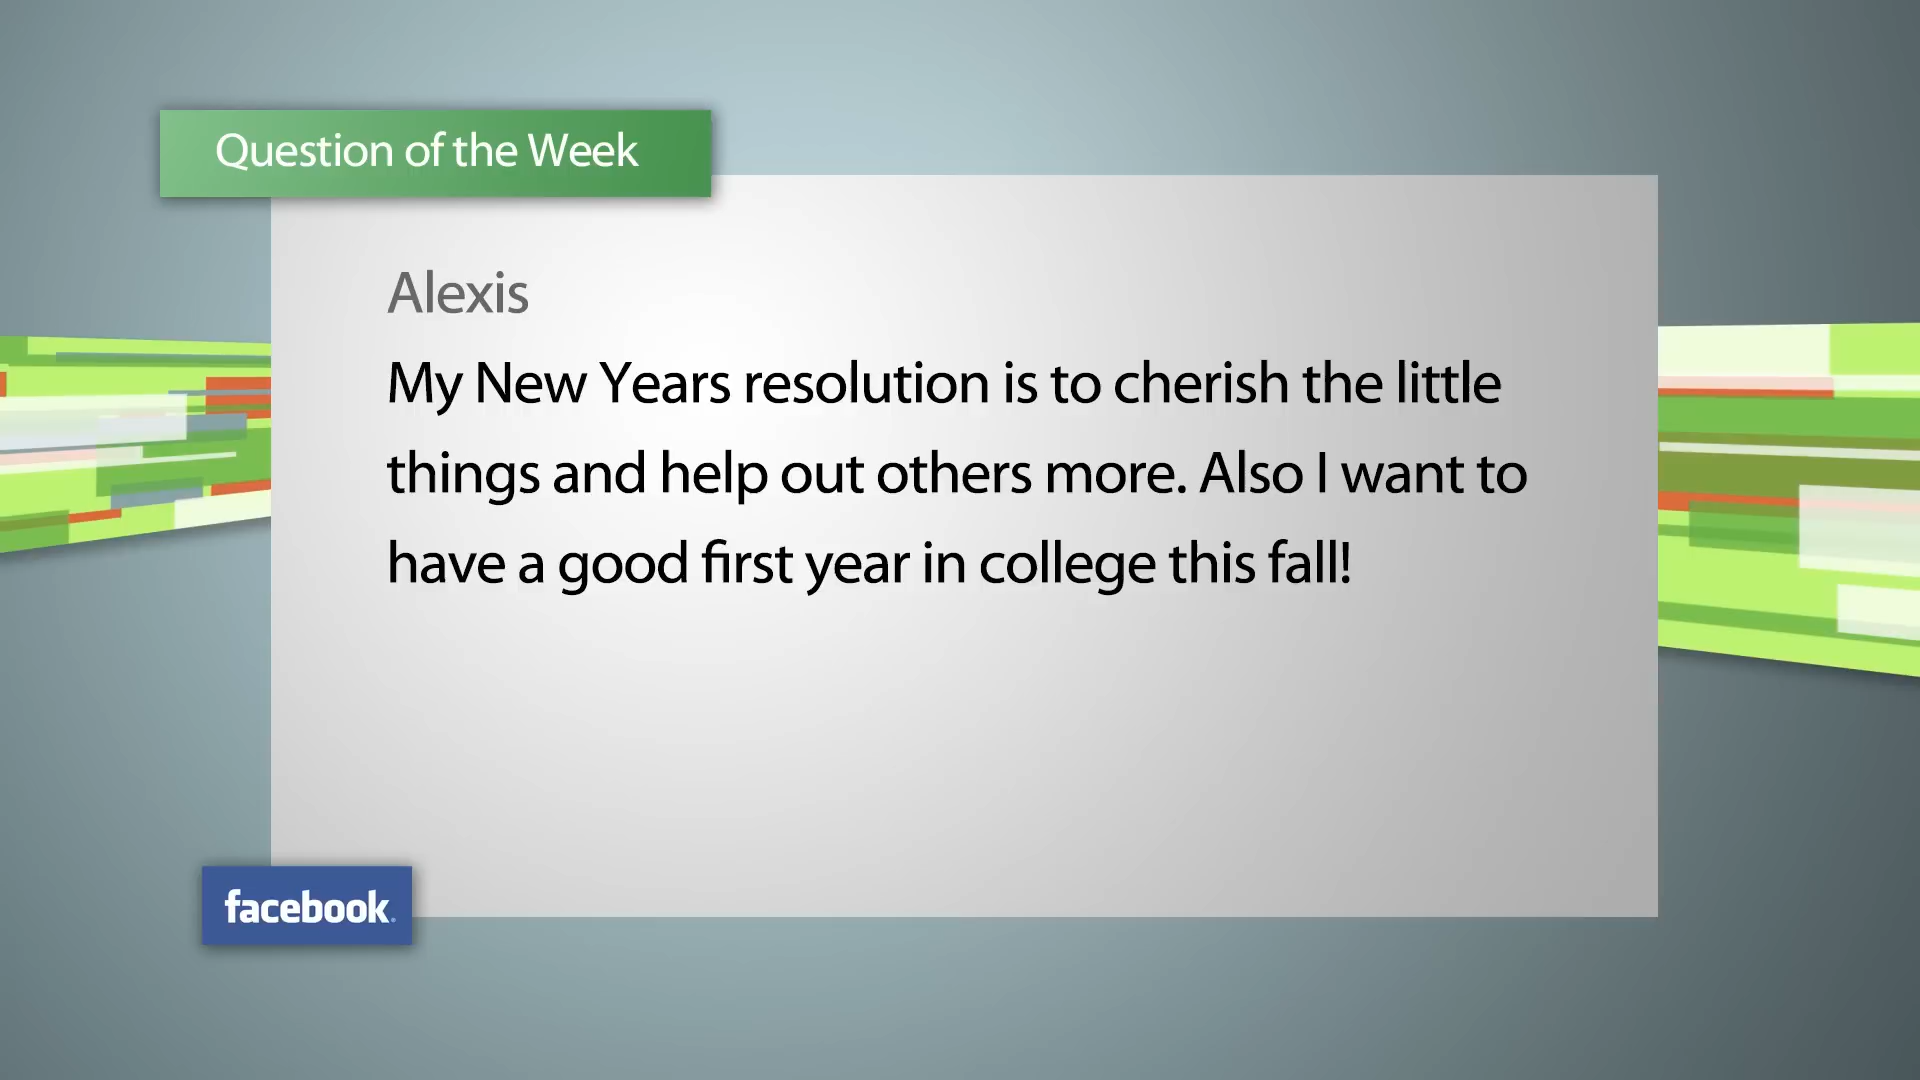 Question of the Week
Alexis
My New Years resolution is to cherish the little
things and help out others more. Also I want to
have a good first year in college this fall!
facebook.